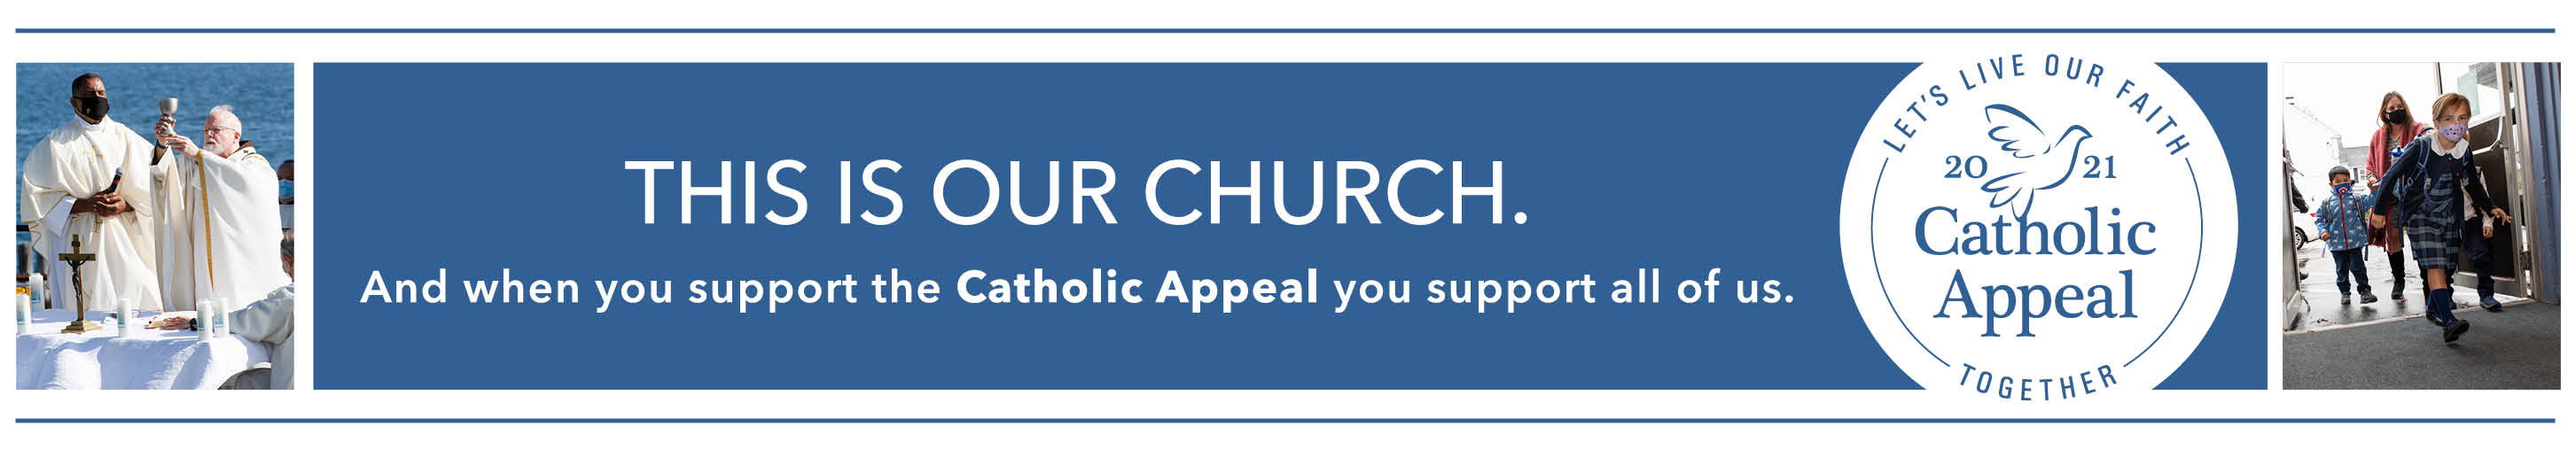 THIS IS OUR CHURCH.
And when you support the Catholic Appeal you support all of us.
LET'S LIVE OUR FAITH
20 21
Catholic
Appeal
TOGETHER